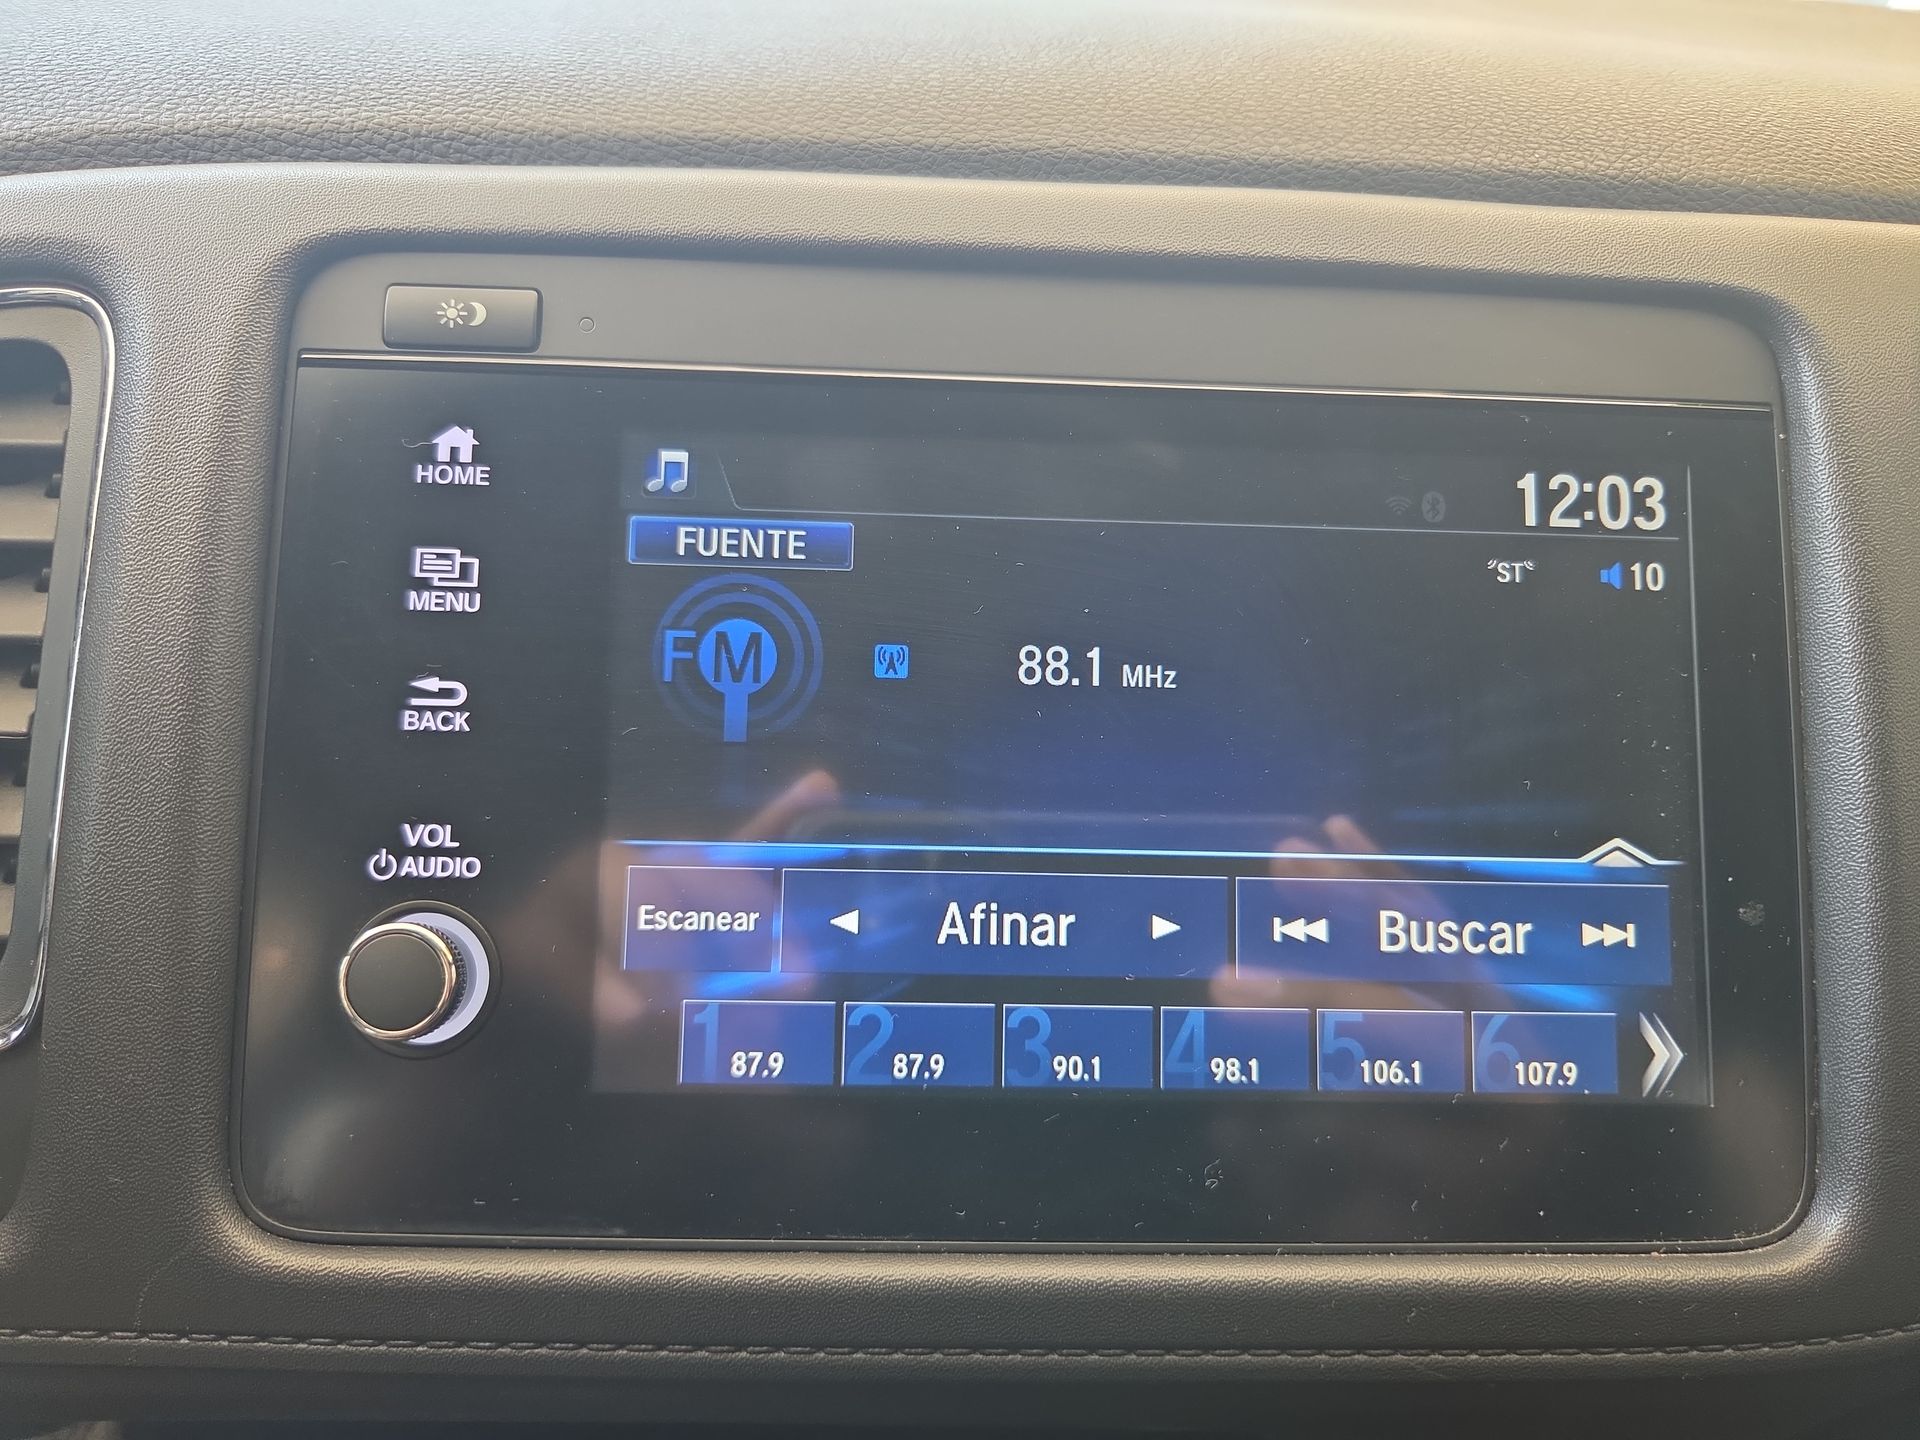 HOME
MENU
BACK
VOL
AUDIO
12:03
FUENTE
ST
10
FM
88.1 MHz
Escanear
Afinar
Buscar
1 87.9
2 87.9
3 90.1
4 98.1
5 106.1
6 107.9